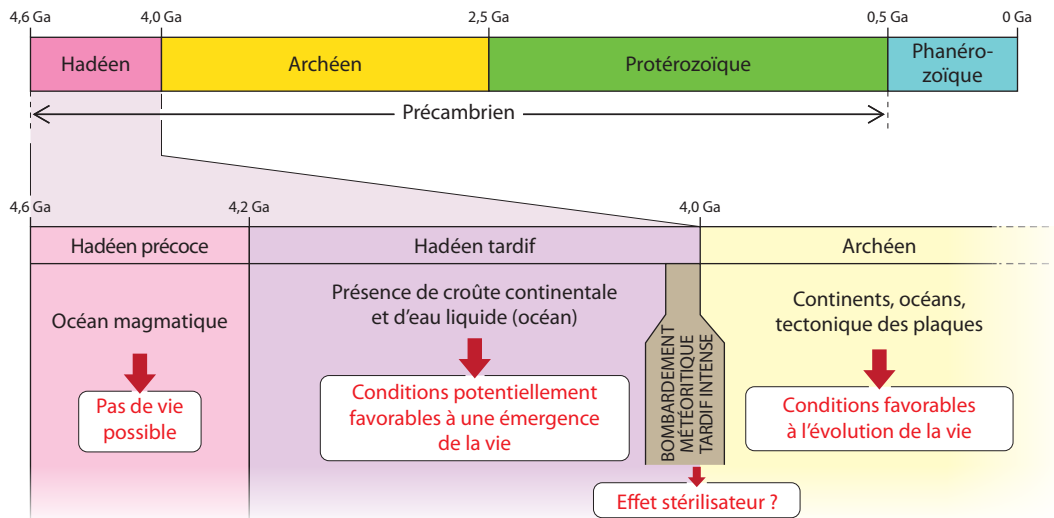 4,6 Ga
4,0 Ga
2,5 Ga
0,5 Ga
0 Ga
Hadéen
Archéen
Protérozoïque
Phanéro-
zoïque
Précambrien
4,6 Ga
4,2 Ga
4,0 Ga
Hadéen précoce
Hadéen tardif
Archéen
Océan magmatique
Pas de vie
possible
Présence de croûte continentale
et d’eau liquide (océan)
Conditions potentiellement
favorables à une émergence
de la vie
BOMBARDEMENT
MÉTÉORITIQUE
TARDIF INTENSE
Effet stérilisateur ?
Continents, océans,
tectonique des plaques
Conditions favorables
à l’évolution de la vie